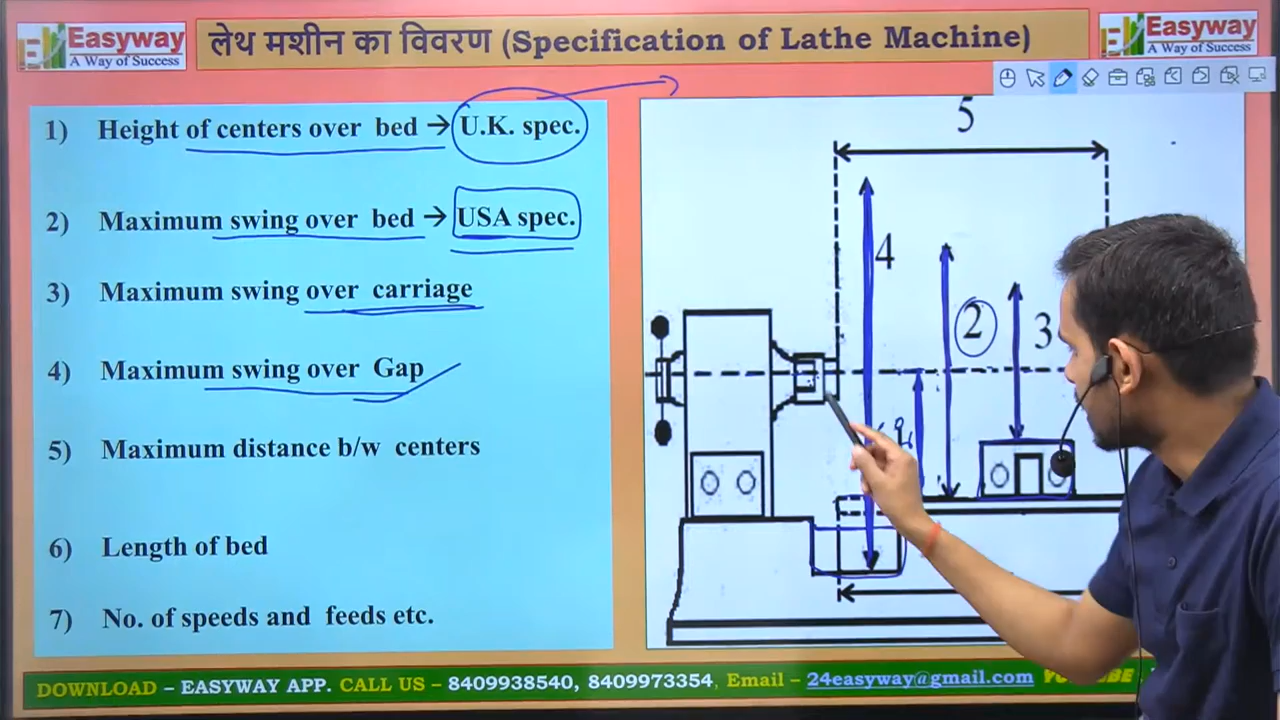 Easyway
A Way of Success
लेथ मशीन का विवरण (Specification of Lathe Machine)
Easyway
A Way of Success
1) Height of centers over bed → U.K. spec.
2) Maximum swing over bed → USA spec.
3) Maximum swing over carriage
4) Maximum swing over Gap
5) Maximum distance b/w centers
6) Length of bed
7) No. of speeds and feeds etc.
5
4
2
3
DOWNLOAD – EASYWAY APP. CALL US – 8409938540, 8409973354, Email – 24easyway@gmail.com